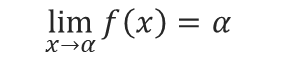 lim f(x) = α
x→α